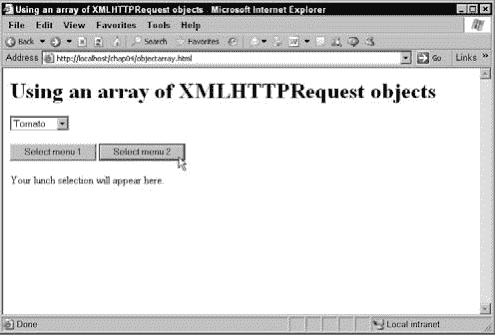 Using an array of XMLHTTPRequest objects - Microsoft Internet Explorer
File Edit View Favorites Tools Help
Back Search Favorites
Address http://localhost/chap04/objectarray.html Go Links »
Using an array of XMLHTTPRequest objects
Tomato
Select menu 1 Select menu 2
Your lunch selection will appear here.
Done Local intranet